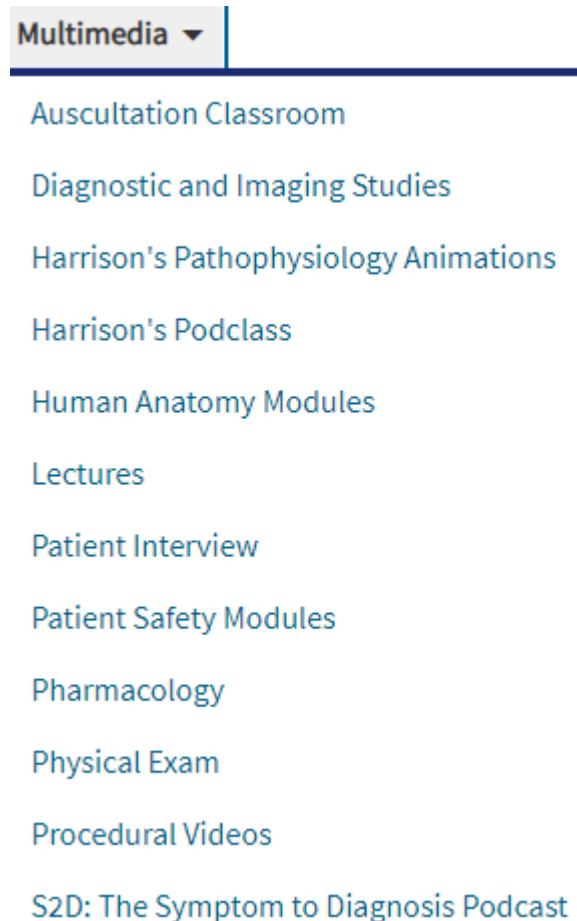 Multimedia
Auscultation Classroom
Diagnostic and Imaging Studies
Harrison's Pathophysiology Animations
Harrison's Podclass
Human Anatomy Modules
Lectures
Patient Interview
Patient Safety Modules
Pharmacology
Physical Exam
Procedural Videos
S2D: The Symptom to Diagnosis Podcast